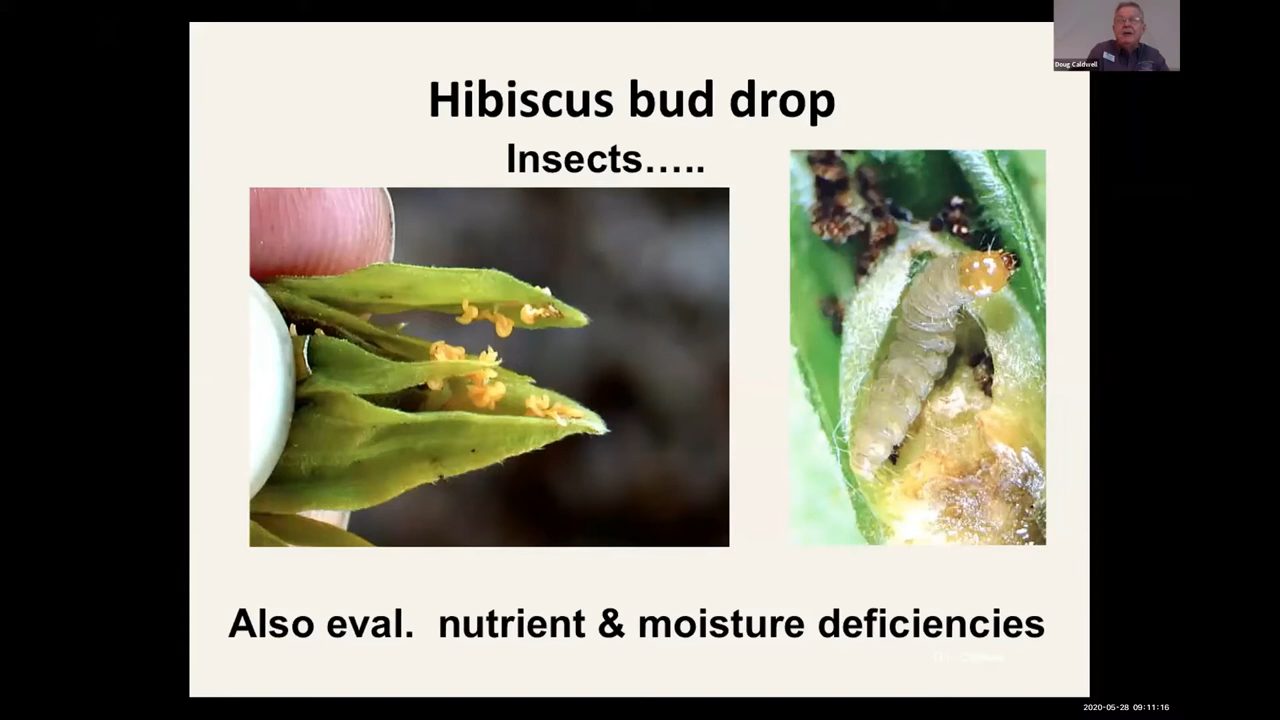 Hibiscus bud drop
Insects…..
Also eval.  nutrient & moisture deficiencies
Doug Caldwell
2020-05-28 09:11:16